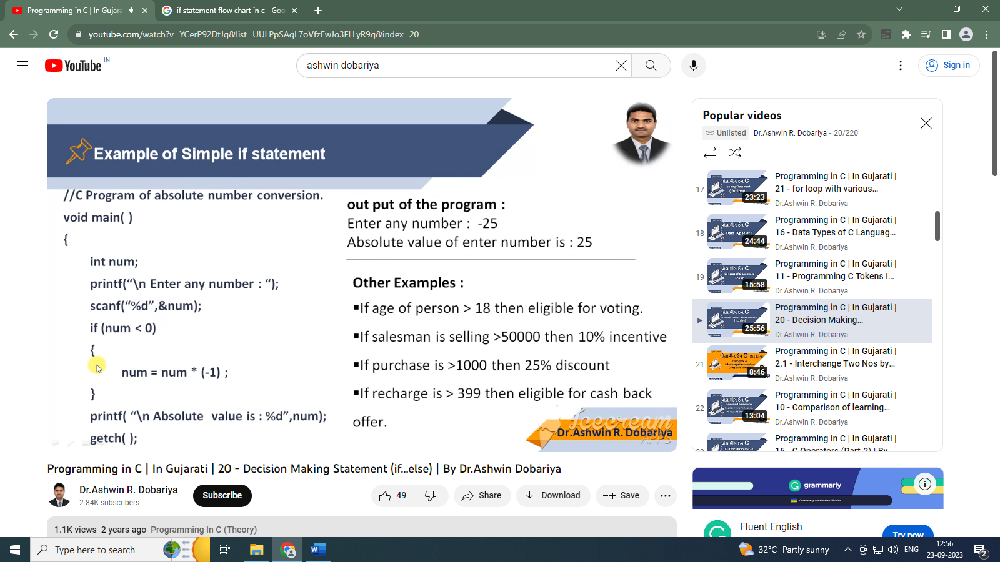 Programming in C | In Gujara
if statement flow chart in c - Goo
youtube.com/watch?v=YCerP92DtJg&list=UULPpSAqL7oVfzEwJo3FLLyR9g&index=20
YouTube IN
ashwin dobariya
Sign in
Example of Simple if statement
//C Program of absolute number conversion.
void main( )
{
int num;
printf(“\n Enter any number : “);
scanf(“%d”,&num);
if (num < 0)
{
num = num * (-1) ;
}
printf( “\n Absolute value is : %d”,num);
getch( );
out put of the program :
Enter any number : -25
Absolute value of enter number is : 25
Other Examples :
▪If age of person > 18 then eligible for voting.
▪If salesman is selling >50000 then 10% incentive
▪If purchase is >1000 then 25% discount
▪If recharge is > 399 then eligible for cash back
offer.
Icecream
APPS
Dr.Ashwin R. Dobariya
Programming in C | In Gujarati | 20 - Decision Making Statement (if...else) | By Dr.Ashwin Dobariya
Dr.Ashwin R. Dobariya
2.84K subscribers
Subscribe
49
Share
Download
Save
1.1K views 2 years ago Programming In C (Theory)
Popular videos
Unlisted Dr.Ashwin R. Dobariya - 20/220
17
23:23
Programming in C | In Gujarati |
21 - for loop with various...
Dr.Ashwin R. Dobariya
18
Data Types of C
24:44
Programming in C | In Gujarati |
16 - Data Types of C Languag...
Dr.Ashwin R. Dobariya
19
15:58
Programming in C | In Gujarati |
11 - Programming C Tokens I...
Dr.Ashwin R. Dobariya
25:56
Programming in C | In Gujarati |
20 - Decision Making...
Dr.Ashwin R. Dobariya
21
8:46
Programming in C | In Gujarati |
2.1 - Interchange Two Nos by...
Dr.Ashwin R. Dobariya
22
13:04
Programming in C | In Gujarati |
10 - Comparison of learning...
Dr.Ashwin R. Dobariya
Programming in C | In Gujarati |
15 - C Operators (Part-2) | By
grammarly
Grammarly stands with Ukraine.
Fluent English
Try now
Type here to search
32°C Partly sunny
ENG
12:56
23-09-2023
2